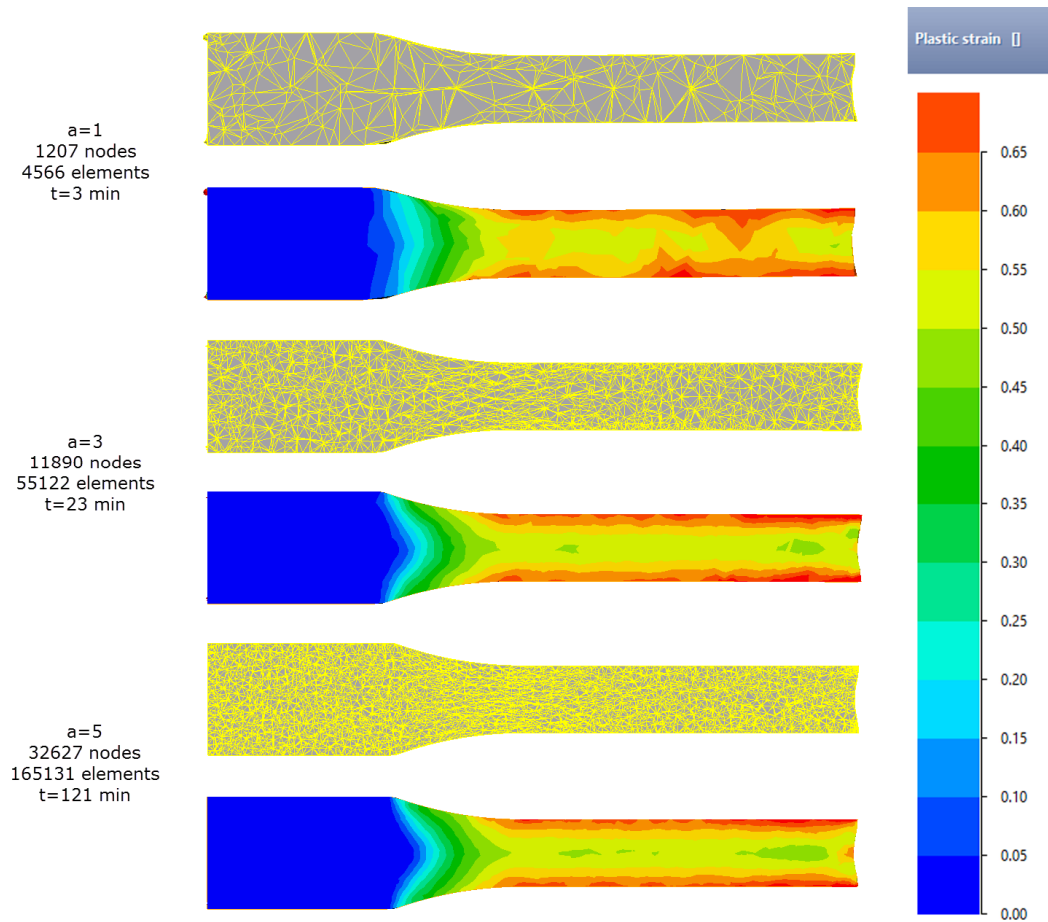 Plastic strain []
a=1
1207 nodes
4566 elements
t=3 min
a=3
11890 nodes
55122 elements
t=23 min
a=5
32627 nodes
165131 elements
t=121 min
0.65
0.60
0.55
0.50
0.45
0.40
0.35
0.30
0.25
0.20
0.15
0.10
0.05
0.00